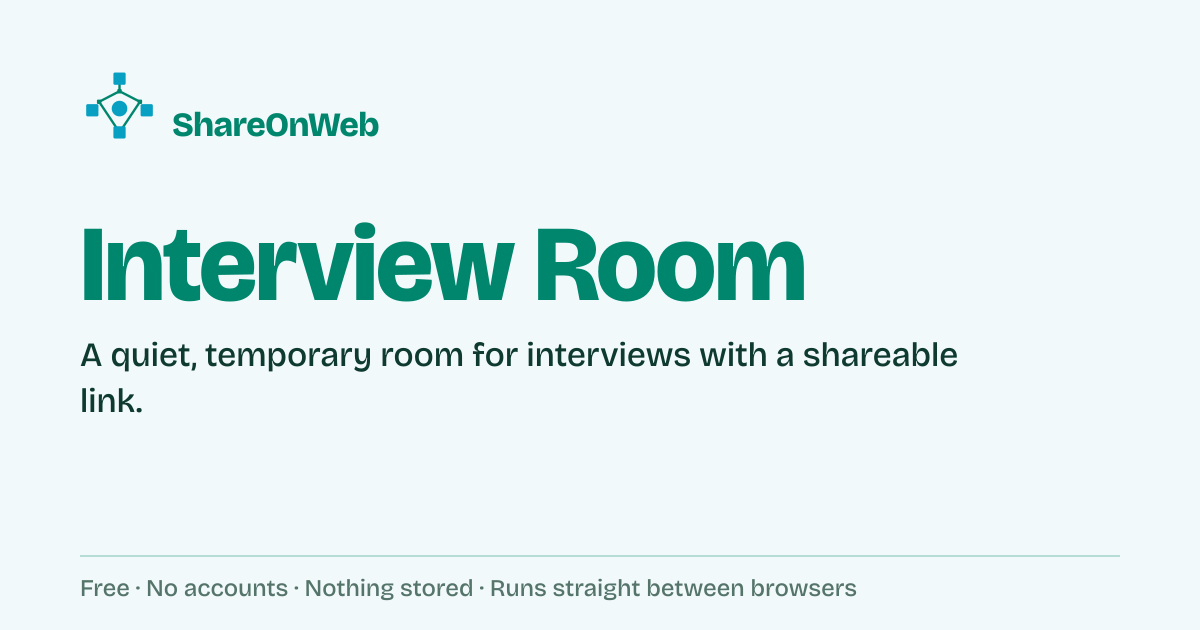 ShareOnWeb
Interview Room
A quiet, temporary room for interviews with a shareable
link.
Free · No accounts · Nothing stored · Runs straight between browsers